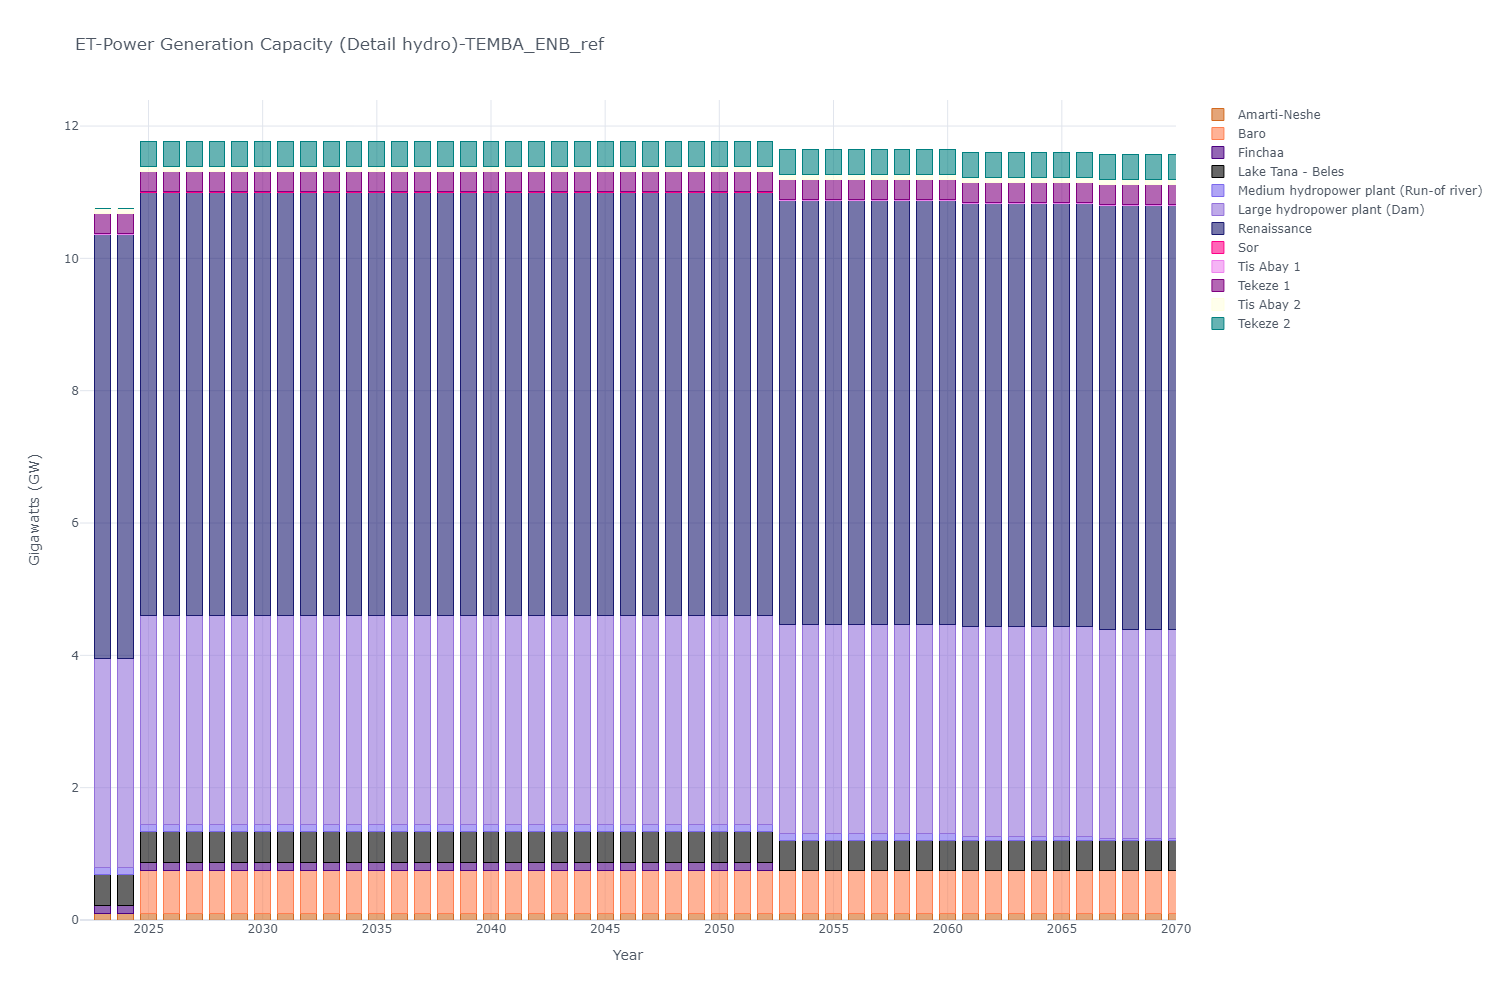 ET-Power Generation Capacity (Detail hydro)-TEMBA_ENB_ref
Gigawatts (GW)
12
10
8
6
4
2
0
2025
2030
2035
2040
2045
2050
2055
2060
2065
2070
Year
Amarti-Neshe
Baro
Finchaa
Lake Tana - Beles
Medium hydropower plant (Run-of river)
Large hydropower plant (Dam)
Renaissance
Sor
Tis Abay 1
Tekeze 1
Tis Abay 2
Tekeze 2